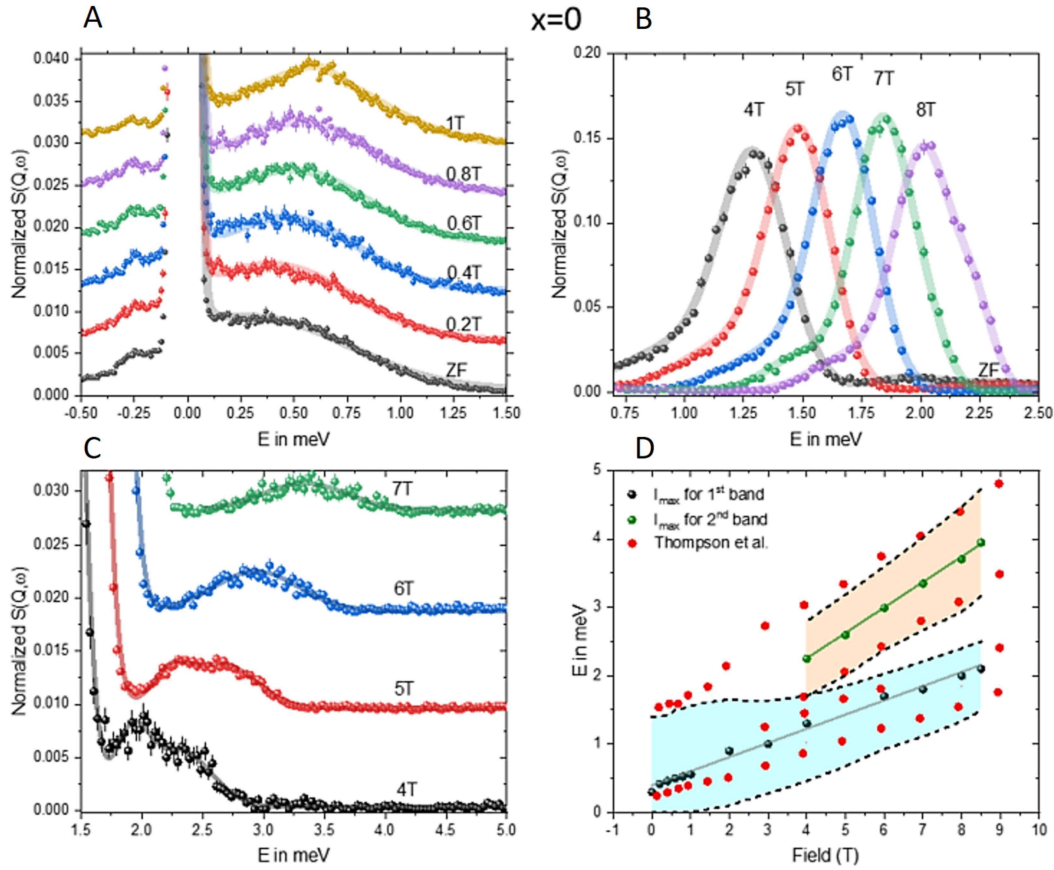 x=0
A
0.040
0.035
0.030
0.025
0.020
0.015
0.010
0.005
0.000
Normalized S(Q,ω)
1T
0.8T
0.6T
0.4T
0.2T
ZF
-0.50 -0.25 0.00 0.25 0.50 0.75 1.00 1.25 1.50
E in meV
B
0.20
0.15
0.10
0.05
0.00
Normalized S(Q,ω)
4T
5T
6T
7T
8T
ZF
0.75 1.00 1.25 1.50 1.75 2.00 2.25 2.50
E in meV
C
0.030
0.025
0.020
0.015
0.010
0.005
0.000
Normalized S(Q,ω)
7T
6T
5T
4T
1.5 2.0 2.5 3.0 3.5 4.0 4.5 5.0
E in meV
D
5
4
3
2
1
0
E in meV
Imax for 1st band
Imax for 2nd band
Thompson et al.
-1 0 1 2 3 4 5 6 7 8 9 10
Field (T)